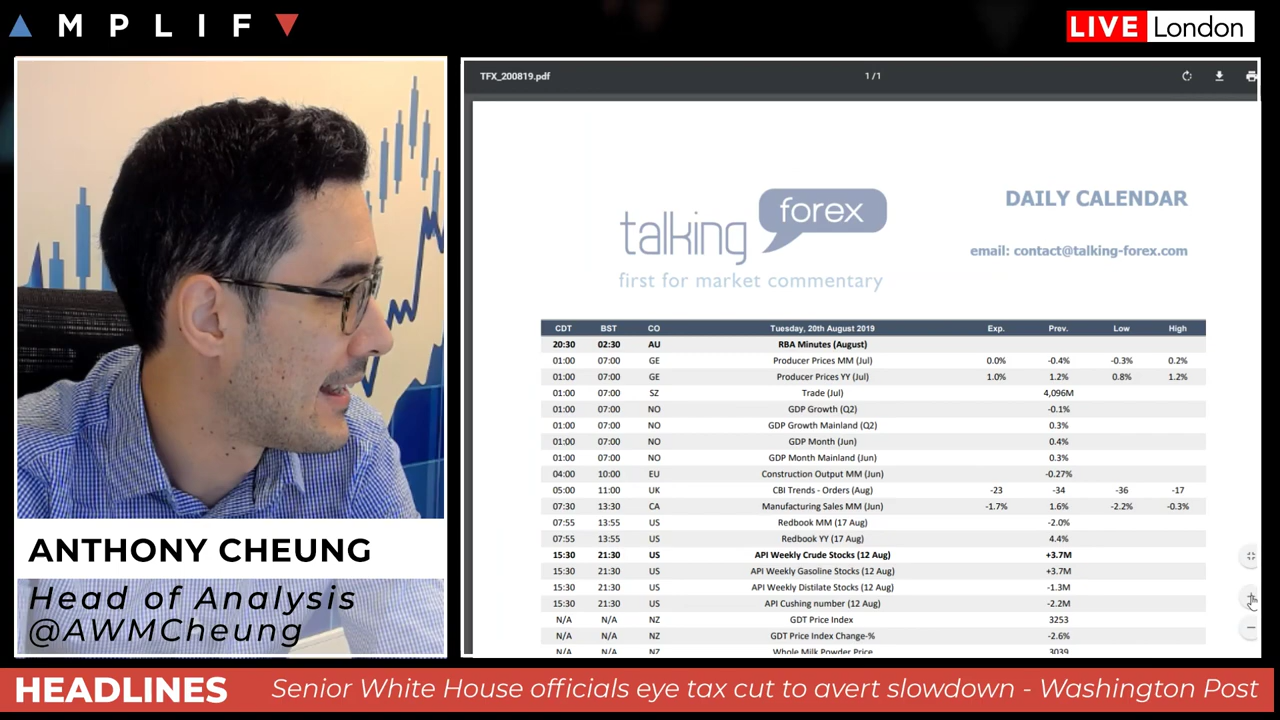 AMPLIFY
LIVE London
TFX_200819.pdf 1 / 1
talking forex
first for market commentary
DAILY CALENDAR
email: contact@talking-forex.com
CDT BST CO Tuesday, 20th August 2019 Exp. Prev. Low High
20:30 02:30 AU RBA Minutes (August)
01:00 07:00 GE Producer Prices MM (Jul) 0.0% -0.4% -0.3% 0.2%
01:00 07:00 GE Producer Prices YY (Jul) 1.0% 1.2% 0.8% 1.2%
01:00 07:00 SZ Trade (Jul) 4,096M
01:00 07:00 NO GDP Growth (Q2) -0.1%
01:00 07:00 NO GDP Growth Mainland (Q2) 0.3%
01:00 07:00 NO GDP Month (Jun) 0.4%
01:00 07:00 NO GDP Month Mainland (Jun) 0.3%
04:00 10:00 EU Construction Output MM (Jun) -0.27%
05:00 11:00 UK CBI Trends - Orders (Aug) -23 -34 -36 -17
07:30 13:30 CA Manufacturing Sales MM (Jun) -1.7% 1.6% -2.2% -0.3%
07:55 13:55 US Redbook MM (17 Aug) -2.0%
07:55 13:55 US Redbook YY (17 Aug) 4.4%
15:30 21:30 US API Weekly Crude Stocks (12 Aug) +3.7M
15:30 21:30 US API Weekly Gasoline Stocks (12 Aug) +3.7M
15:30 21:30 US API Weekly Distilate Stocks (12 Aug) -1.3M
15:30 21:30 US API Cushing number (12 Aug) -2.2M
N/A N/A NZ GDT Price Index 3253
N/A N/A NZ GDT Price Index Change-% -2.6%
N/A N/A NZ Whole Milk Powder Price 3039
ANTHONY CHEUNG
Head of Analysis
@AWMCheung
HEADLINES Senior White House officials eye tax cut to avert slowdown - Washington Post